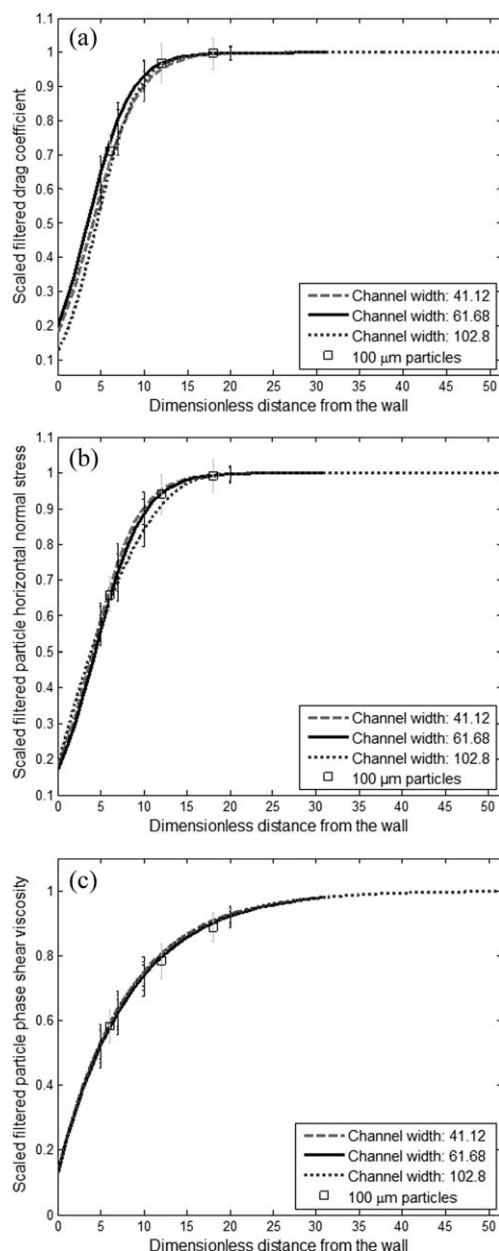 (a)
1.1
1
0.9
0.8
0.7
0.6
0.5
0.4
0.3
0.2
0.1
Scaled filtered drag coefficient
Channel width: 41.12
Channel width: 61.68
Channel width: 102.8
100 μm particles
0 5 10 15 20 25 30 35 40 45 50
Dimensionless distance from the wall
(b)
1.1
1
0.9
0.8
0.7
0.6
0.5
0.4
0.3
0.2
0.1
Scaled filtered particle horizontal normal stress
Channel width: 41.12
Channel width: 61.68
Channel width: 102.8
100 μm particles
0 5 10 15 20 25 30 35 40 45 50
Dimensionless distance from the wall
(c)
1
0.8
0.6
0.4
0.2
0
Scaled filtered particle phase shear viscosity
Channel width: 41.12
Channel width: 61.68
Channel width: 102.8
100 μm particles
0 5 10 15 20 25 30 35 40 45 50
Dimensionless distance from the wall